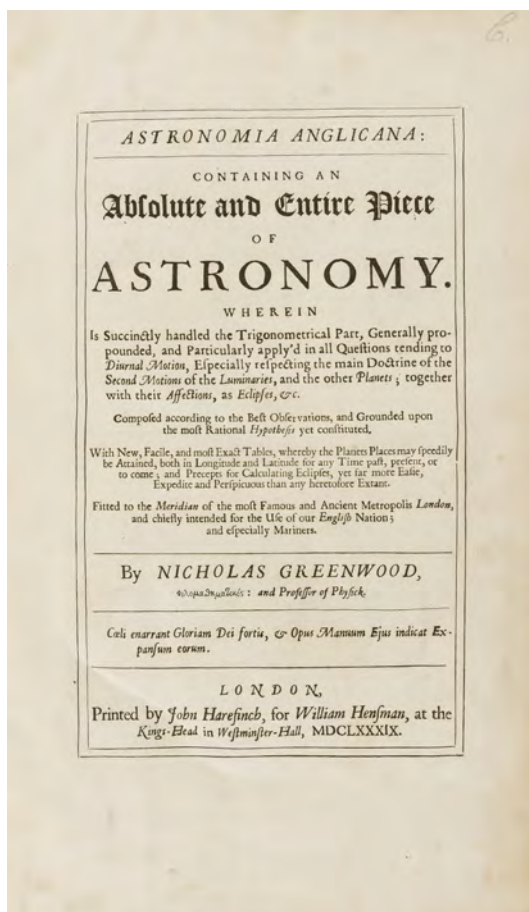 ASTRONOMIA ANGLICANA:
CONTAINING AN
Abſolute and Entire Piece
OF
ASTRONOMY.
WHEREIN
Is Succinctly handled the Trigonometrical Part, Generally pro-
pounded, and Particularly apply'd in all Queſtions tending to
Diurnal Motion, Eſpecially reſpecting the main Doctrine of the
Second Motions of the Luminaries, and the other Planets; together
with their Affections, as Eclipſes, &c.
Compoſed according to the Beſt Obſervations, and Grounded upon
the moſt Rational Hypotheſis yet conſtituted.
With New, Facile, and moſt Exact Tables, whereby the Planets Places may ſpeedily
be Attained, both in Longitude and Latitude for any Time paſt, preſent, or
to come; and Precepts for Calculating Eclipſes, yet far more Eaſie,
Expedite and Perſpicuous than any heretofore Extant.
Fitted to the Meridian of the moſt Famous and Ancient Metropolis London,
and chiefly intended for the Uſe of our Engliſh Nation;
and eſpecially Mariners.
By NICHOLAS GREENWOOD,
: and Profeſſor of Phyſick.
Cœli enarrant Gloriam Dei fortis, & Opus Manuum Ejus indicat Ex-
panſum eorum.
LONDON,
Printed by John Harefinch, for William Henſman, at the
Kings-Head in Weſtminſter-Hall, MDCLXXXIX.